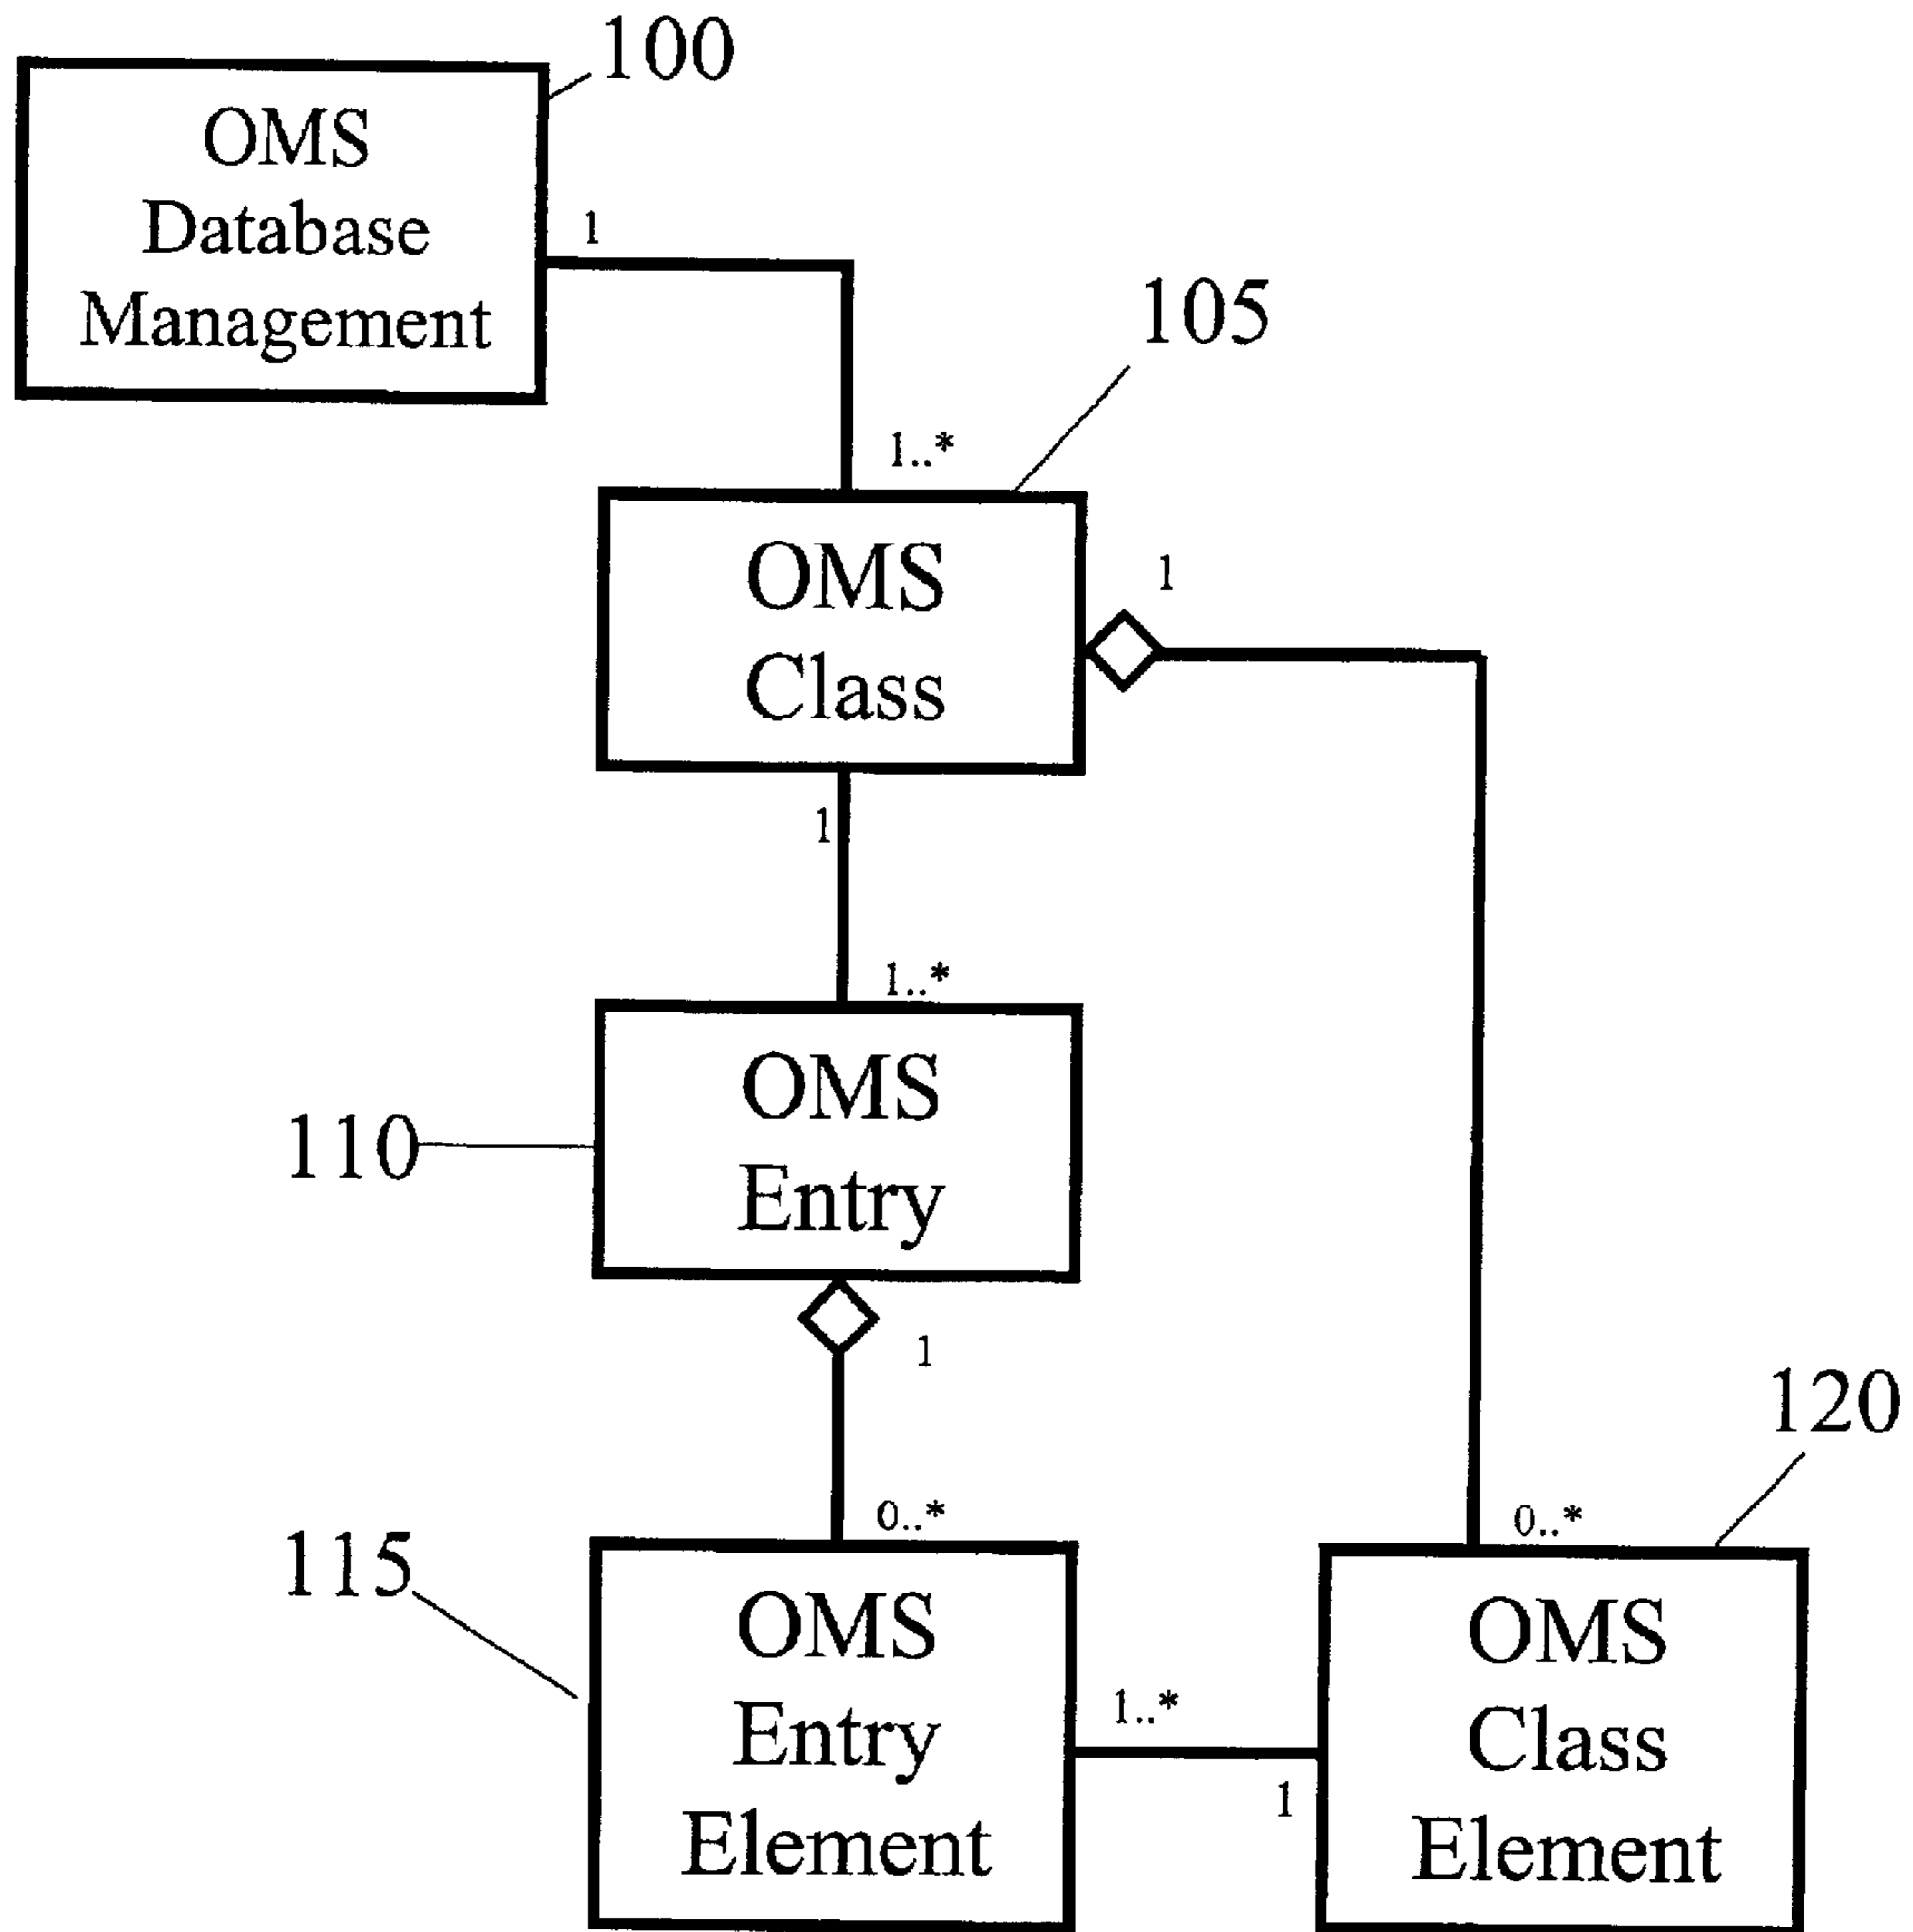 100
OMS
Database
Management
1
105
1..*
OMS
Class
1
1
1..*
OMS
Entry
110
1
120
0..*
0..*
115
OMS
Entry
Element
1..*
1
OMS
Class
Element